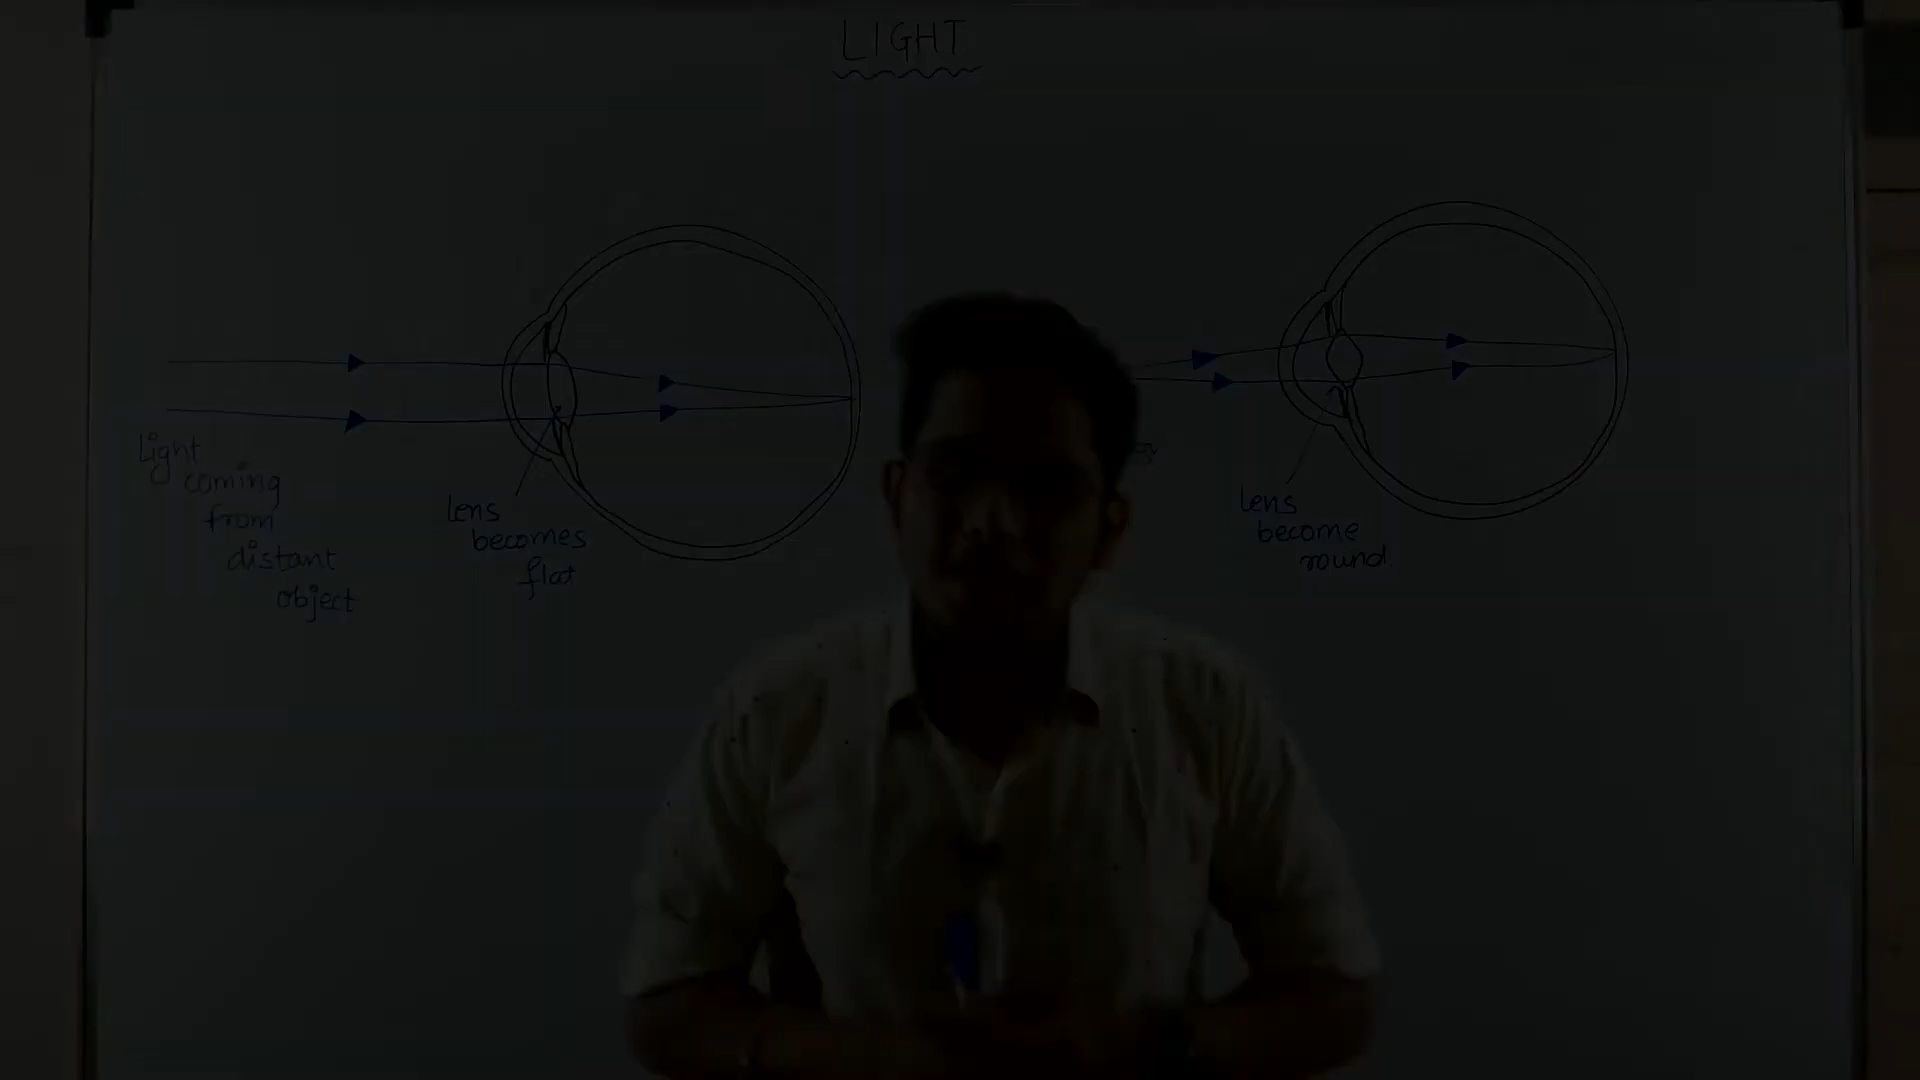 LIGHT
Light
coming
from
distant
object
Lens
becomes
flat
Lens
become
round